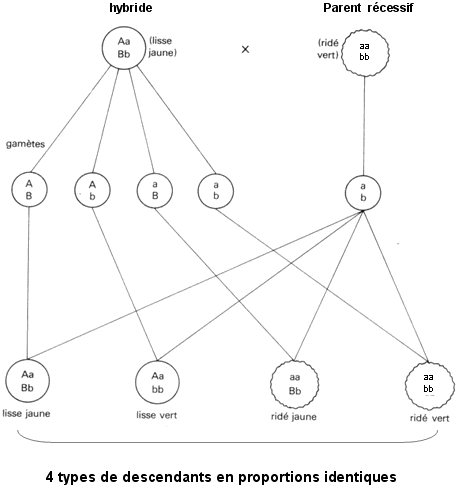 hybride
Parent récessif
Aa
Bb
(lisse
jaune)
x
(ridé
vert)
aa
bb
gamètes
A
B
A
b
a
B
a
b
a
b
Aa
Bb
Aa
bb
aa
Bb
aa
bb
lisse jaune
lisse vert
ridé jaune
ridé vert
4 types de descendants en proportions identiques